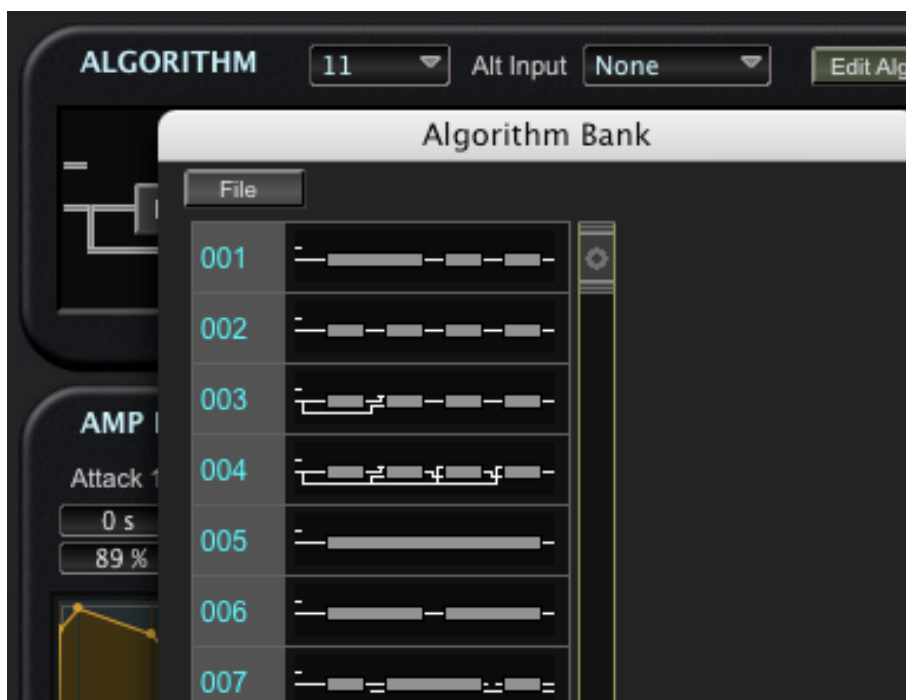 ALGORITHM 11 Alt Input None Edit Alg
Algorithm Bank
File
001
002
003
004
005
006
007
AMP
Attack 1
0 s
89 %